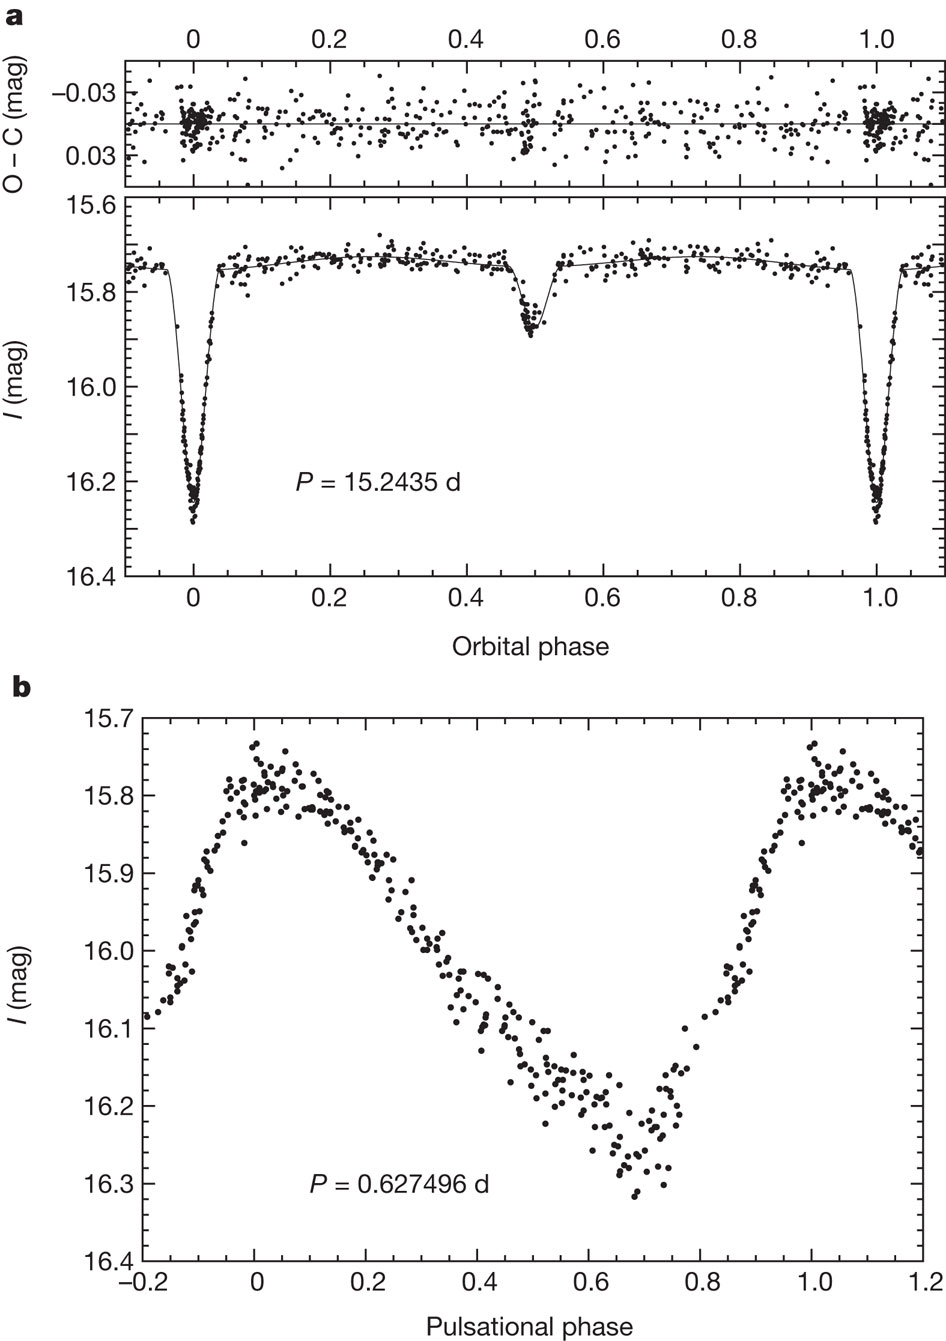 a
0 0.2 0.4 0.6 0.8 1.0
O – C (mag)
−0.03
0.03
15.6
15.8
16.0
16.2
16.4
I (mag)
P = 15.2435 d
0 0.2 0.4 0.6 0.8 1.0
Orbital phase
b
15.7
15.8
15.9
16.0
16.1
16.2
16.3
16.4
I (mag)
P = 0.627496 d
−0.2 0 0.2 0.4 0.6 0.8 1.0 1.2
Pulsational phase